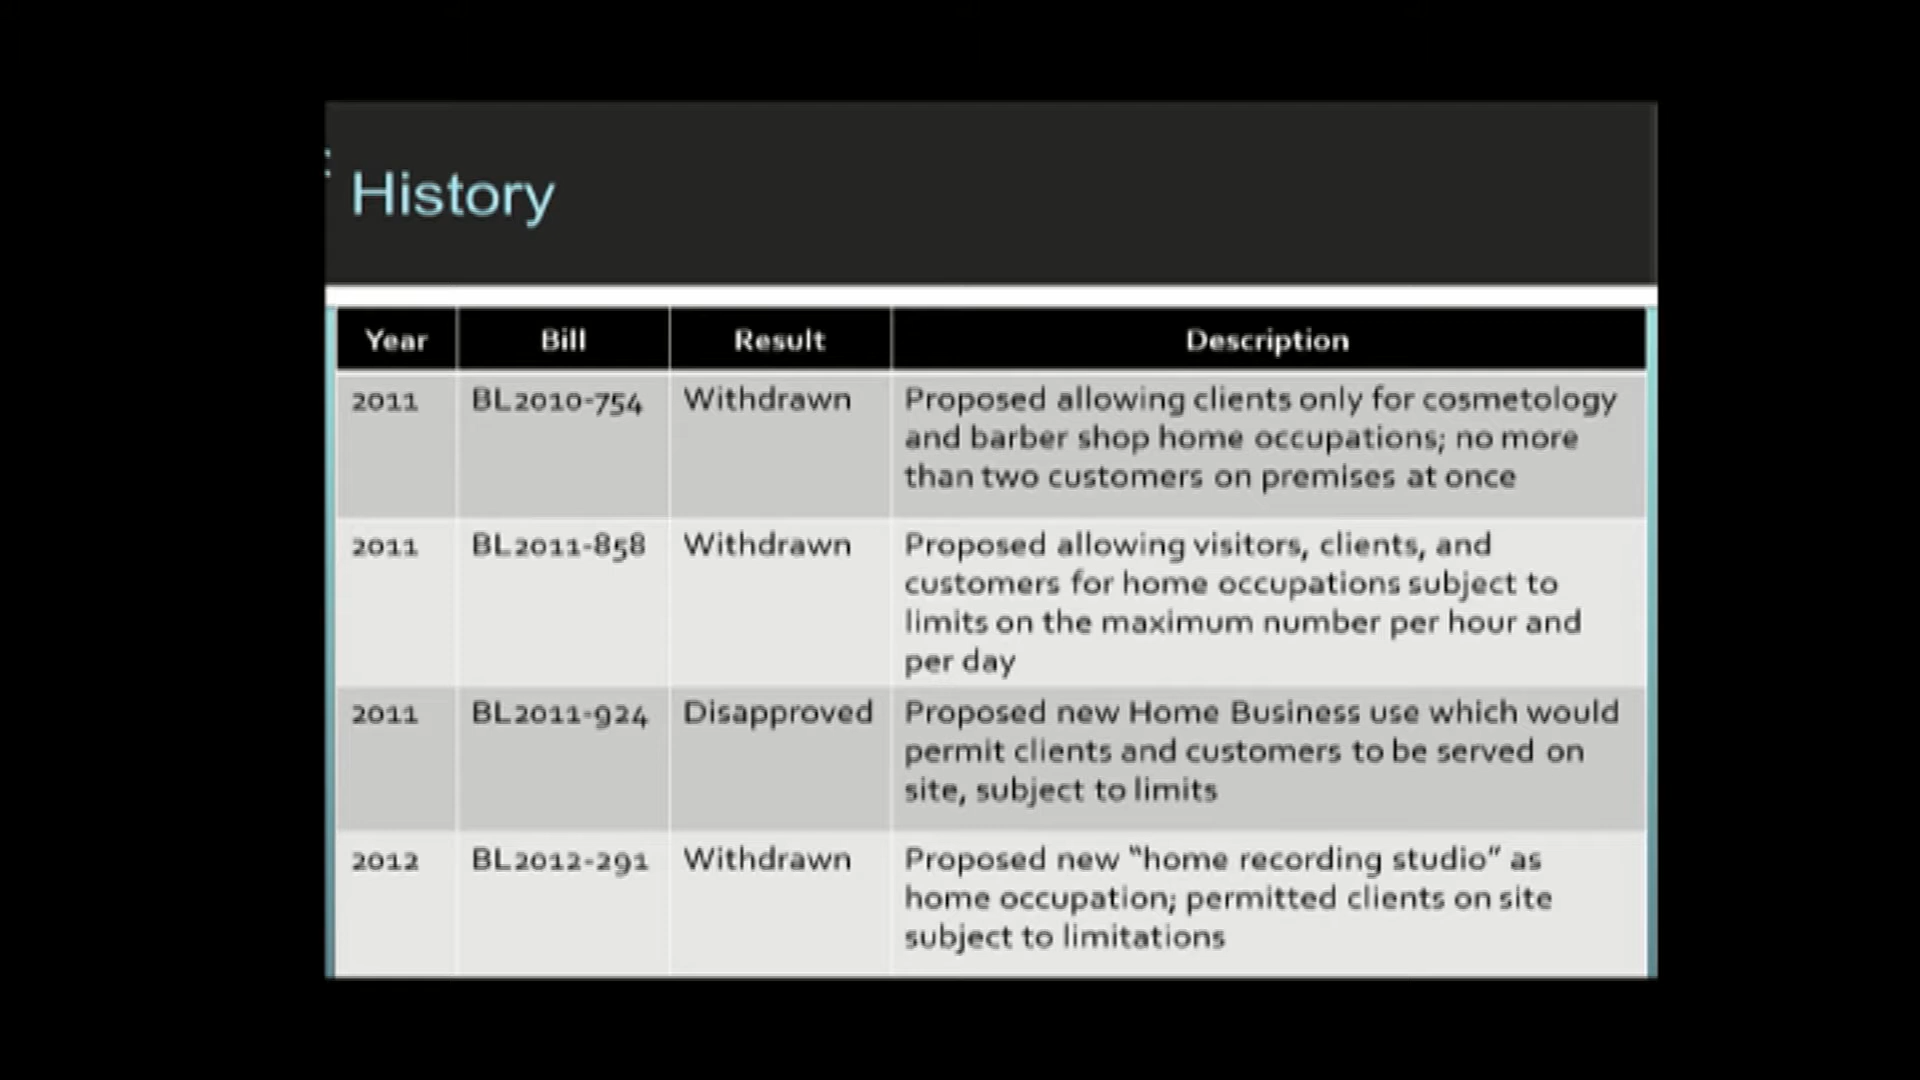 History
Year Bill Result Description
2011 BL2010-754 Withdrawn Proposed allowing clients only for cosmetology
and barber shop home occupations; no more
than two customers on premises at once
2011 BL2011-858 Withdrawn Proposed allowing visitors, clients, and
customers for home occupations subject to
limits on the maximum number per hour and
per day
2011 BL2011-924 Disapproved Proposed new Home Business use which would
permit clients and customers to be served on
site, subject to limits
2012 BL2012-291 Withdrawn Proposed new “home recording studio” as
home occupation; permitted clients on site
subject to limitations